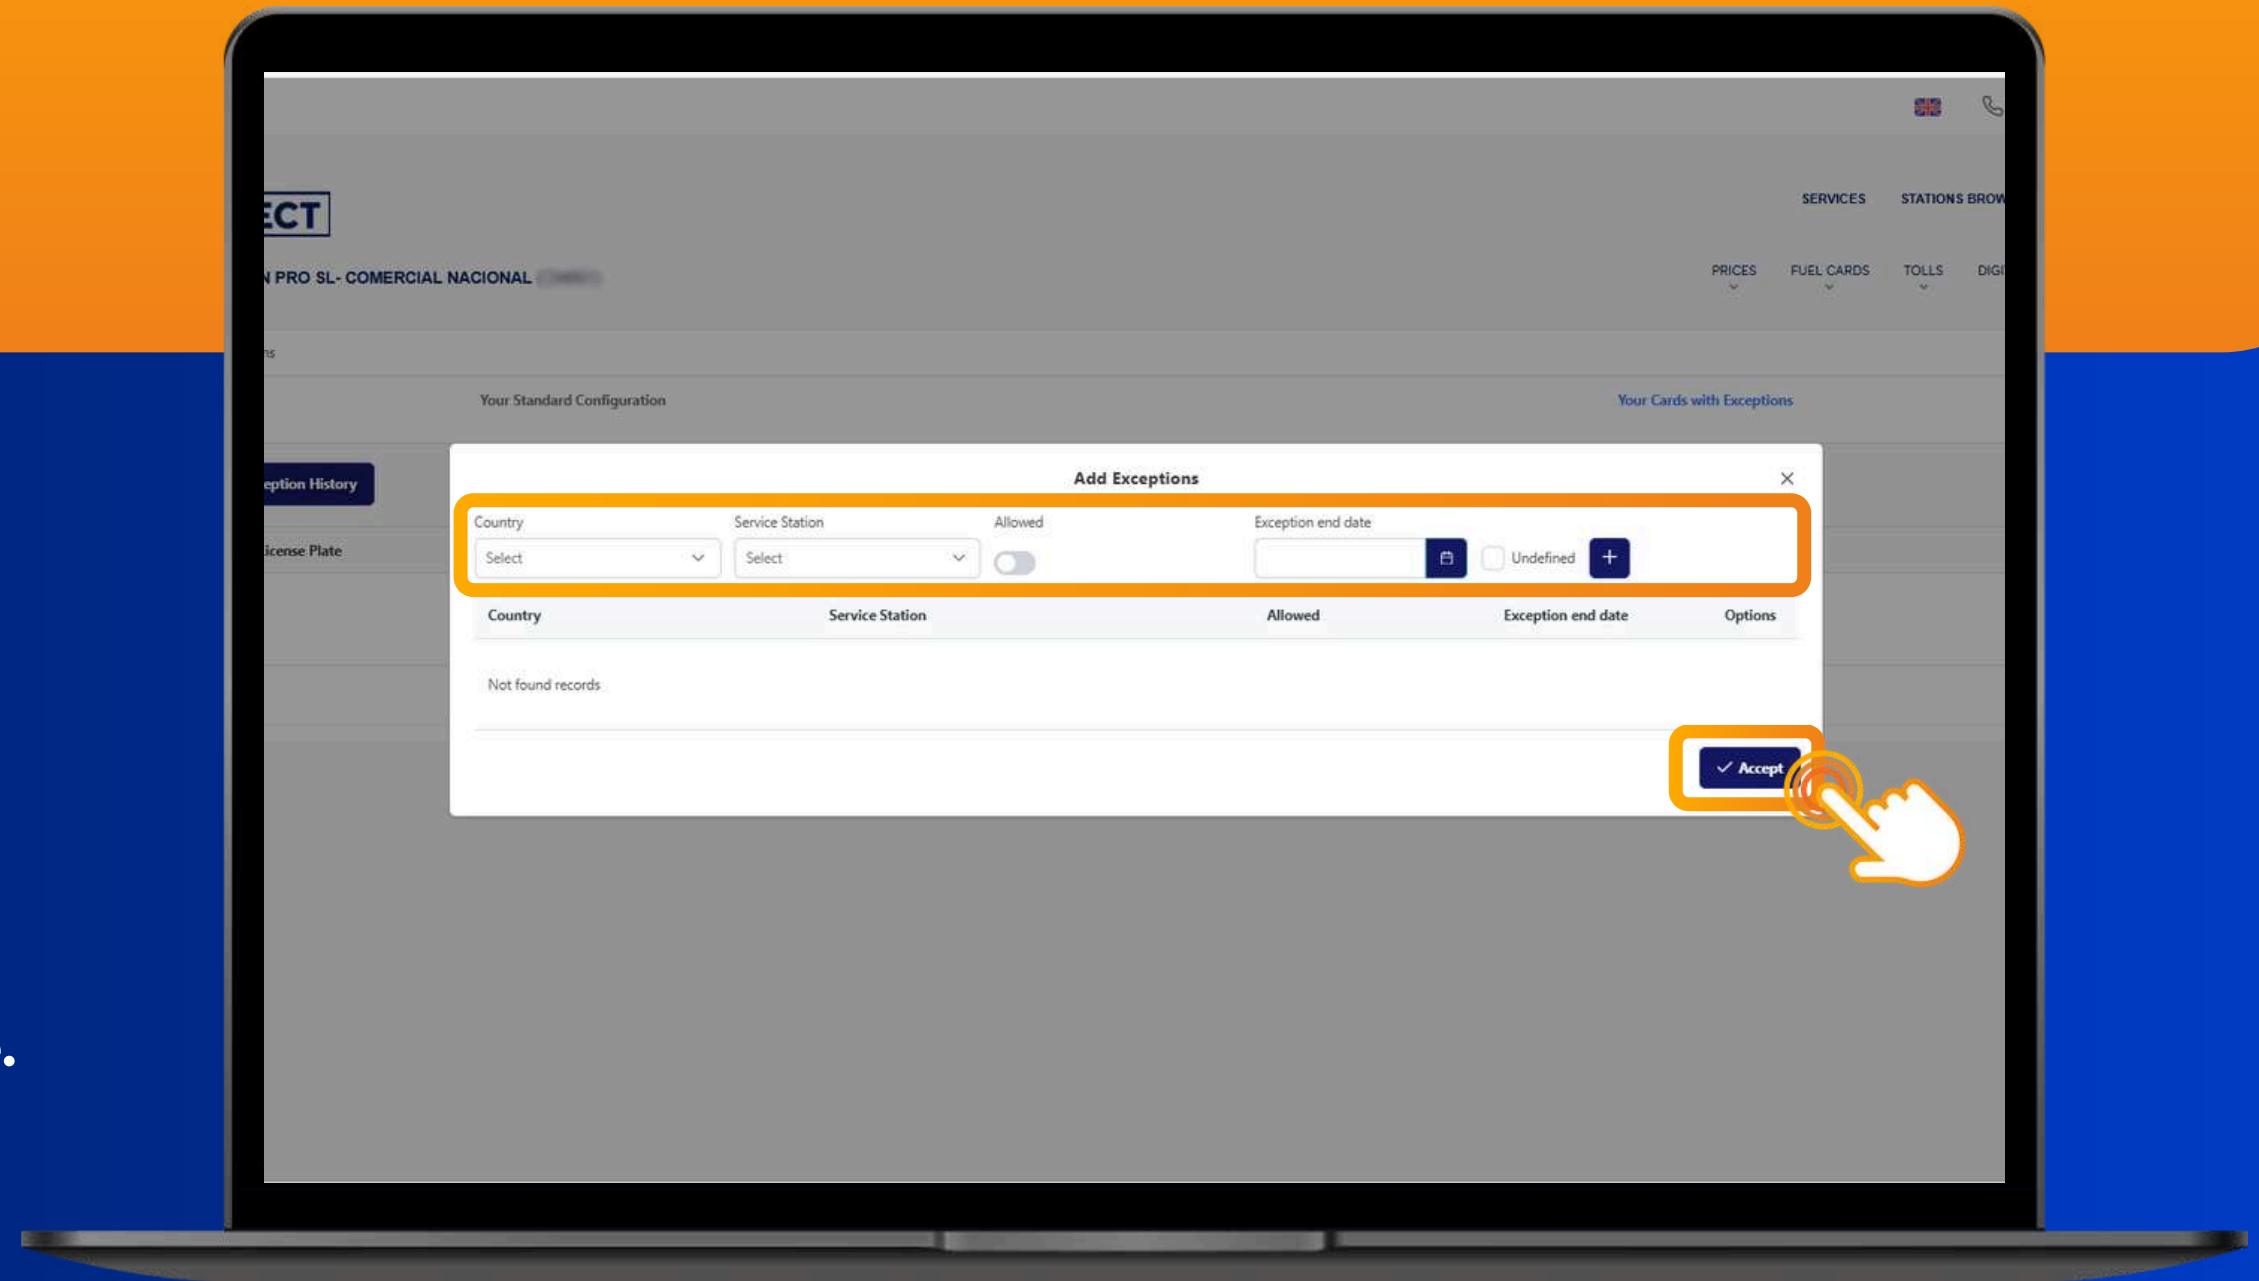 ECT
SERVICES STATIONS BROW
N PRO SL- COMERCIAL NACIONAL
PRICES FUEL CARDS TOLLS DIGI
ns
Your Standard Configuration Your Cards with Exceptions
eption History
Add Exceptions
Country Service Station Allowed Exception end date
icense Plate
Select Select Undefined
Country Service Station Allowed Exception end date Options
Not found records
Accept
.